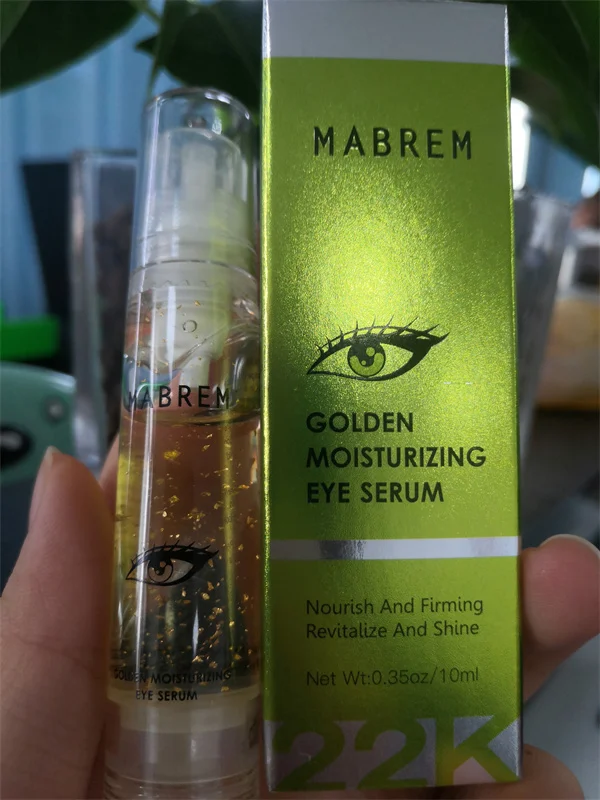 MABREM
GOLDEN MOISTURIZING
EYE SERUM
MABREM
GOLDEN
MOISTURIZING
EYE SERUM
Nourish And Firming
Revitalize And Shine
Net Wt:0.35oz/10ml
22K